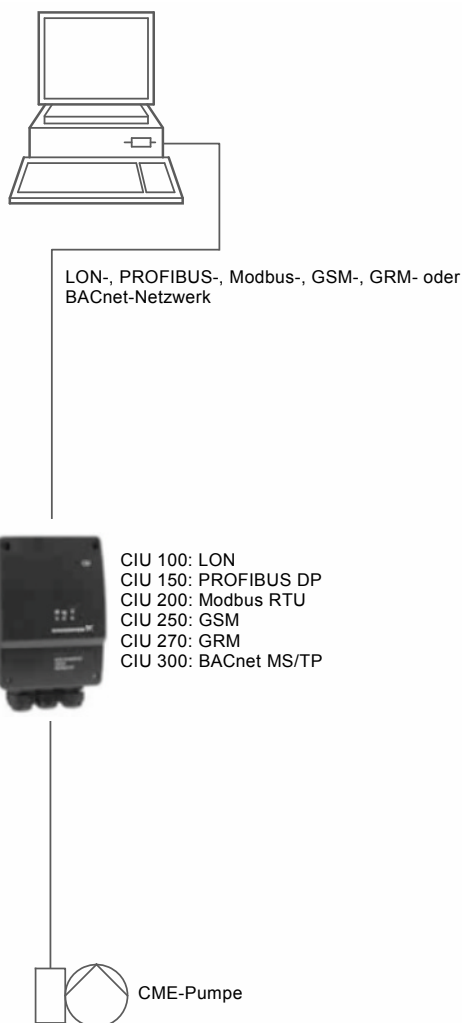 LON-, PROFIBUS-, Modbus-, GSM-, GRM- oder
BACnet-Netzwerk
CIU 100: LON
CIU 150: PROFIBUS DP
CIU 200: Modbus RTU
CIU 250: GSM
CIU 270: GRM
CIU 300: BACnet MS/TP
CME-Pumpe